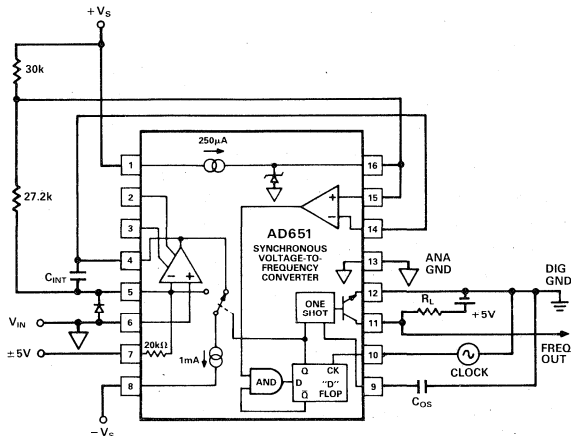 +VS
30k
27.2k
CINT
VIN
±5V
−VS
250µA
1
2
3
4
5
6
7
8
16
15
14
13
12
11
10
9
−
+
+
−
AD651
SYNCHRONOUS
VOLTAGE-TO-
FREQUENCY
CONVERTER
20kΩ
1mA
ONE
SHOT
AND
D
Q
CK
"D"
Q̅
FLOP
ANA
GND
DIG
GND
RL
+5V
FREQ
OUT
CLOCK
COS